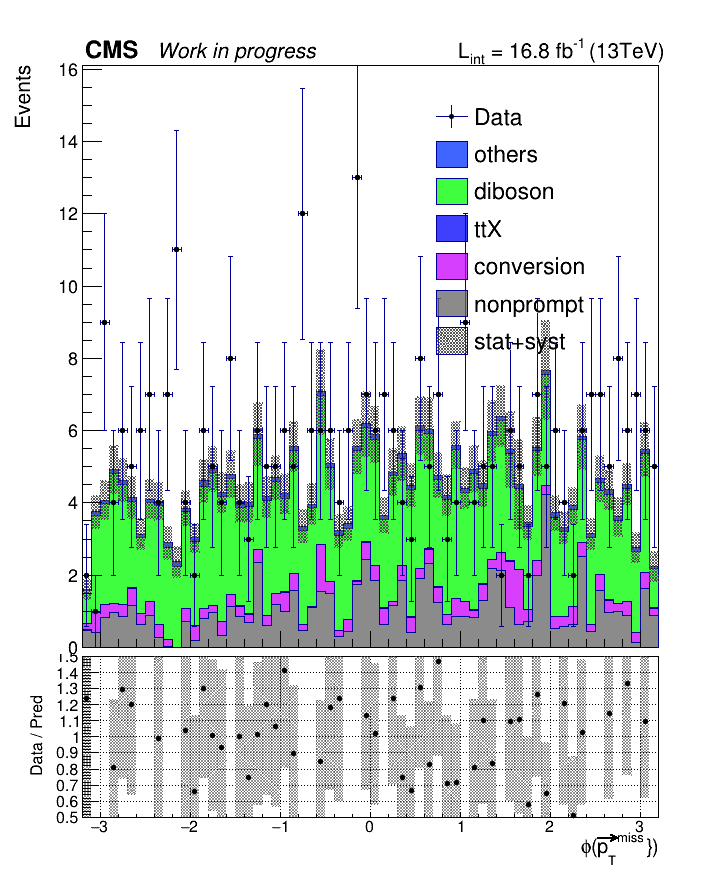 CMS Work in progress L_int = 16.8 fb^-1 (13TeV)
Events
16
14
12
10
8
6
4
2
0
Data
others
diboson
ttX
conversion
nonprompt
stat+syst
Data / Pred
1.5
1.4
1.3
1.2
1.1
1
0.9
0.8
0.7
0.6
0.5
−3 −2 −1 0 1 2 3
ϕ(p_T^miss })